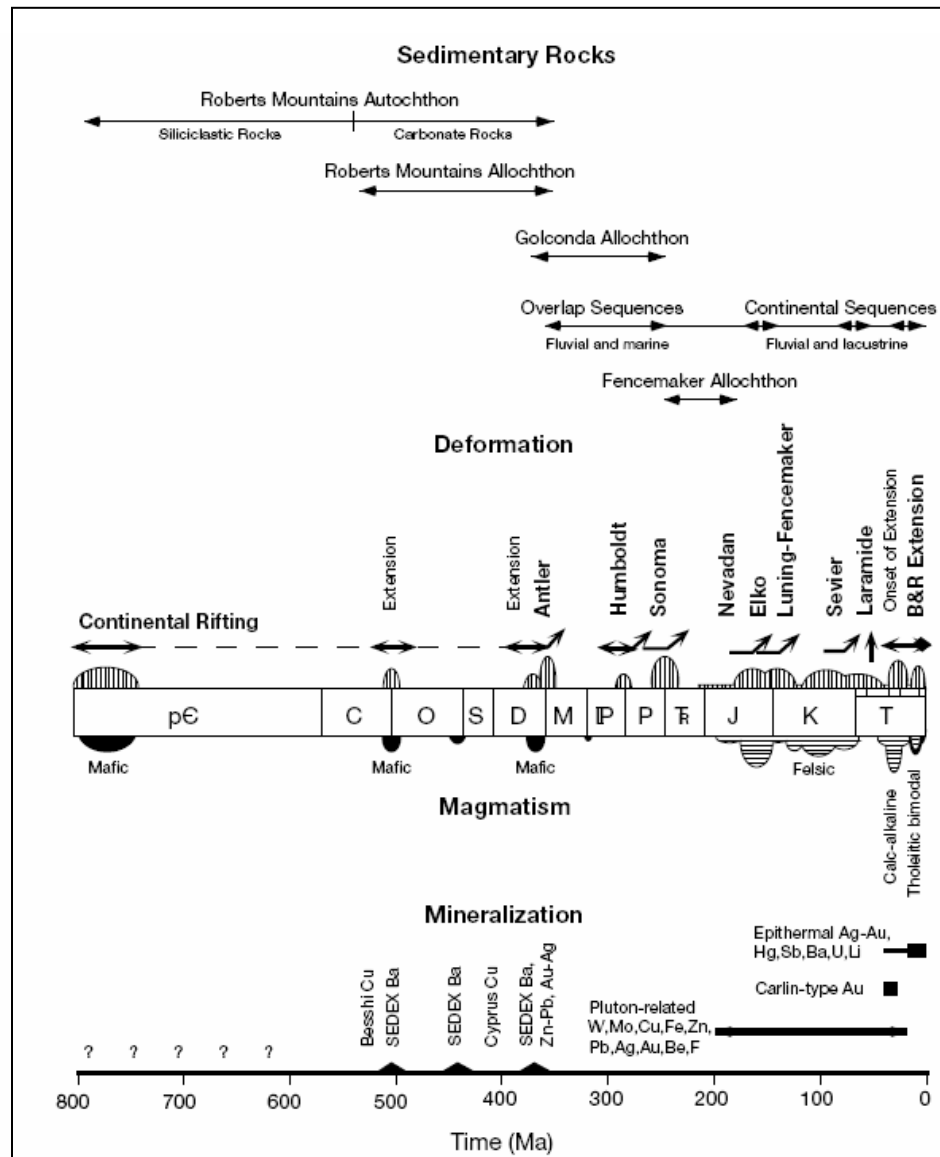 Sedimentary Rocks
Roberts Mountains Autochthon
Siliciclastic Rocks
Carbonate Rocks
Roberts Mountains Allochthon
Golconda Allochthon
Overlap Sequences
Continental Sequences
Fluvial and marine
Fluvial and lacustrine
Fencemaker Allochthon
Deformation
Continental Rifting
Extension
Extension
Antler
Humboldt
Sonoma
Nevadan
Elko
Luning-Fencemaker
Sevier
Laramide
Onset of Extension
B&R Extension
pЄ C O S D M IP P TR J K T
Mafic
Mafic
Mafic
Felsic
Calc-alkaline
Tholeiitic bimodal
Magmatism
Mineralization
Besshi Cu
SEDEX Ba
SEDEX Ba
Cyprus Cu
SEDEX Ba,
Zn-Pb, Au-Ag
Epithermal Ag-Au,
Hg,Sb,Ba,U,Li
Carlin-type Au
Pluton-related
W,Mo,Cu,Fe,Zn,
Pb,Ag,Au,Be,F
? ? ? ? ?
800 700 600 500 400 300 200 100 0
Time (Ma)